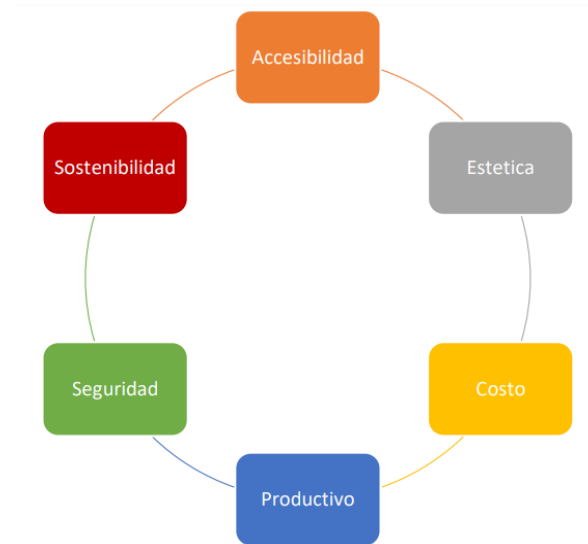 Accesibilidad
Estetica
Costo
Productivo
Seguridad
Sostenibilidad